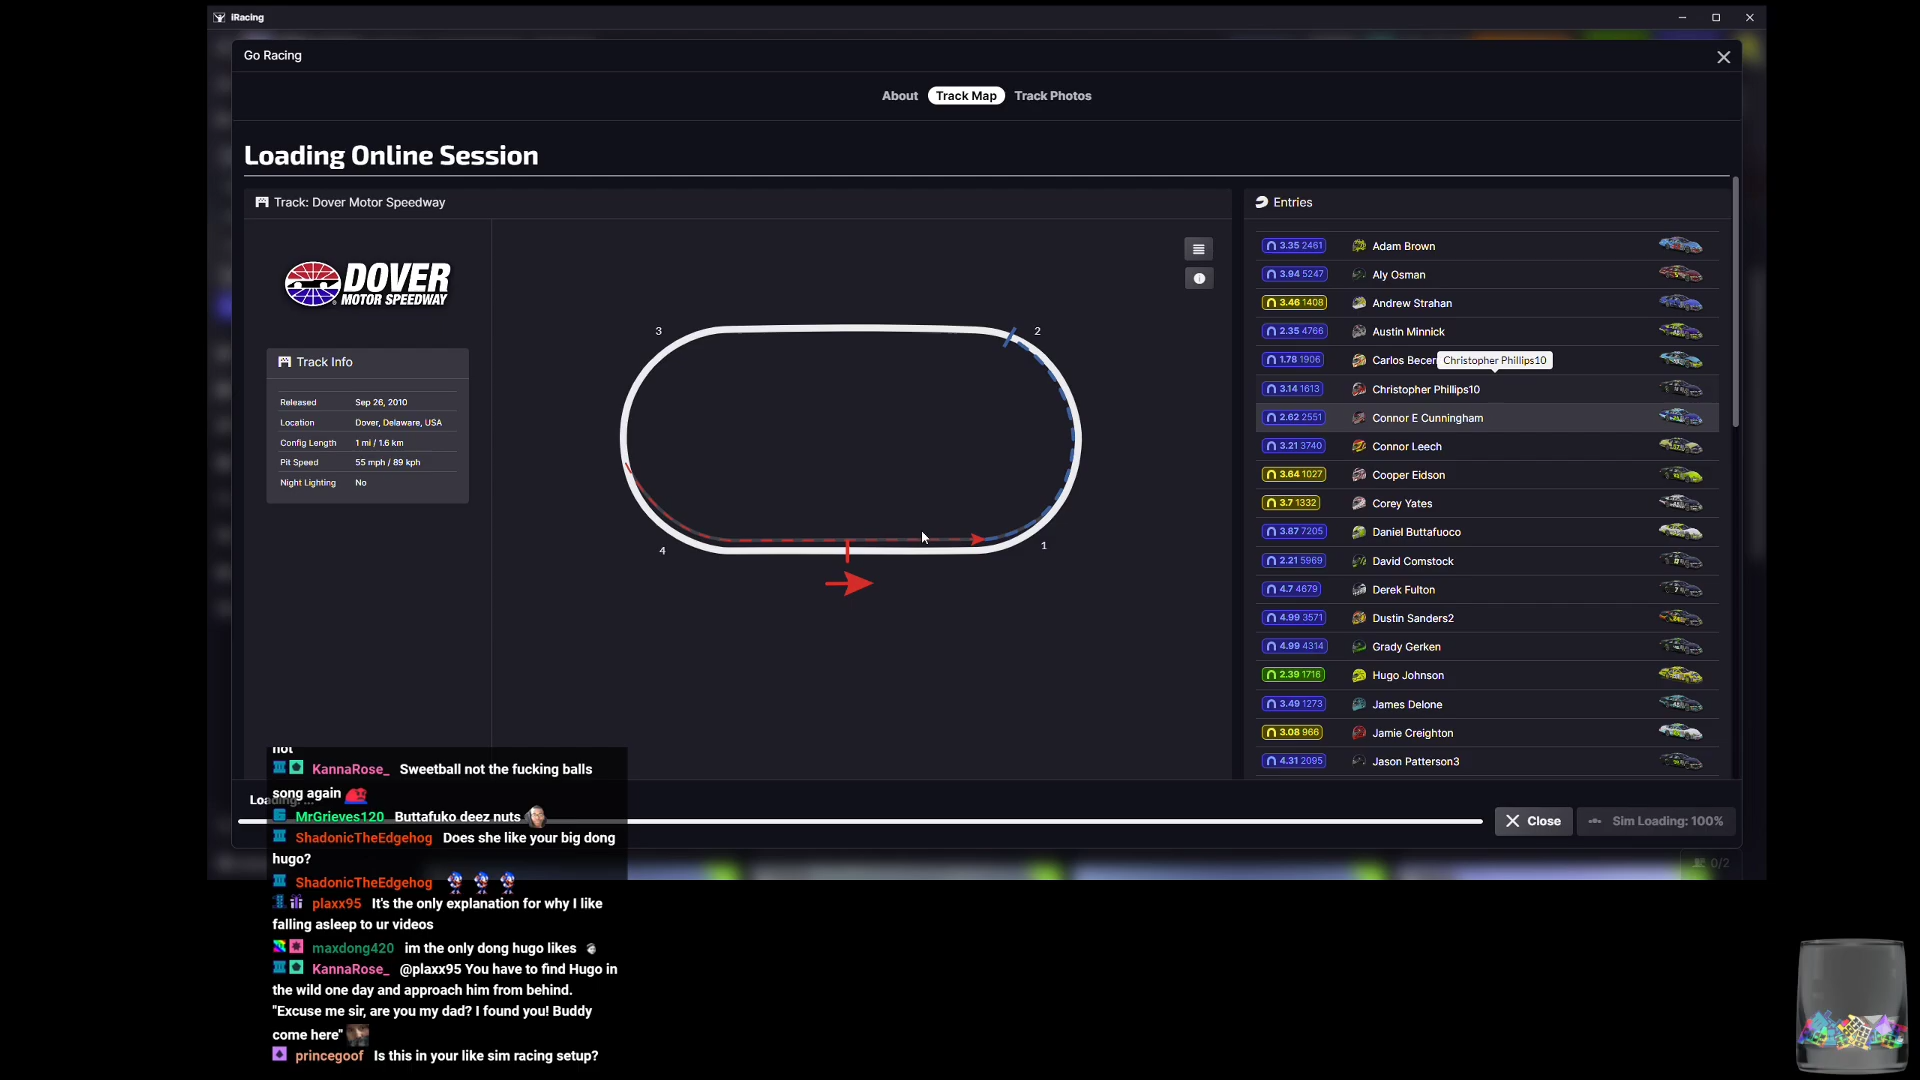 iRacing
Go Racing
About
Track Map
Track Photos
Loading Online Session
Track: Dover Motor Speedway
DOVER
MOTOR SPEEDWAY
Track Info
Released Sep 26, 2010
Location Dover, Delaware, USA
Config Length 1 mi / 1.6 km
Pit Speed 55 mph / 89 kph
Night Lighting No
3
2
4
1
Entries
3.35 2461 Adam Brown
3.94 5247 Aly Osman
3.46 1408 Andrew Strahan
2.35 4766 Austin Minnick
1.78 1906 Carlos Becer
Christopher Phillips10
3.14 1613 Christopher Phillips10
2.62 2551 Connor E Cunningham
3.21 3740 Connor Leech
3.64 1027 Cooper Eidson
3.7 1332 Corey Yates
3.87 7205 Daniel Buttafuoco
2.21 5969 David Comstock
4.7 4679 Derek Fulton
4.99 3571 Dustin Sanders2
4.99 4314 Grady Gerken
2.39 1716 Hugo Johnson
3.49 1273 James Delone
3.08 966 Jamie Creighton
4.31 2095 Jason Patterson3
not
KannaRose_ Sweetball not the fucking balls
song again
MrGrieves120 Buttafuko deez nuts
ShadonicTheEdgehog Does she like your big dong
hugo?
ShadonicTheEdgehog
plaxx95 It's the only explanation for why I like
falling asleep to ur videos
maxdong420 im the only dong hugo likes
KannaRose_ @plaxx95 You have to find Hugo in
the wild one day and approach him from behind.
"Excuse me sir, are you my dad? I found you! Buddy
come here"
princegoof Is this in your like sim racing setup?
Close
Sim Loading: 100%
0/2